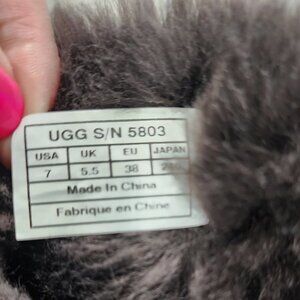 UGG S/N 5803
USA UK EU JAPAN
7 5.5 38
Made In China
Fabrique en Chine